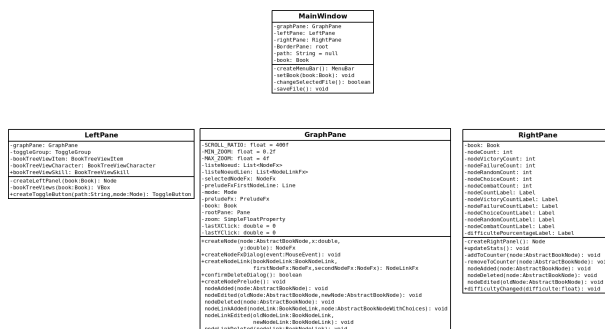 MainWindow
-graphPane: GraphPane
-leftPane: LeftPane
-rightPane: RightPane
-BorderPane: root
-path: String = null
-book: Book
-createMenuBar(): MenuBar
-setBook(book:Book): void
-changeSelectedFile(): boolean
-saveFile(): void
LeftPane
-graphPane: GraphPane
-toggleGroup: ToggleGroup
-bookTreeViewItem: BookTreeViewItem
-bookTreeViewCharacter: BookTreeViewCharacter
+bookTreeViewSkill: BookTreeViewSkill
-createLeftPanel(book:Book): Node
-bookTreeViews(book:Book): VBox
+createToggleButton(path:String,mode:Mode): ToggleButton
GraphPane
-SCROLL_RATIO: float = 400f
-MIN_ZOOM: float = 0.2f
-MAX_ZOOM: float = 4f
-listeNoeud: List<NodeFx>
-listeNoeudLien: List<NodeLinkFx>
-selectedNodeFx: NodeFx
-preludeFxFirstNodeLine: Line
-mode: Mode
-preludeFx: PreludeFx
-book: Book
-rootPane: Pane
-zoom: SimpleFloatProperty
-lastXClick: double = 0
-lastYClick: double = 0
+createNode(node:AbstractBookNode,x:double,
y:double): NodeFx
+createNodeFxDialog(event:MouseEvent): void
+createNodeLink(bookNodeLink:BookNodeLink,
firstNodeFx:NodeFx,secondNodeFx:NodeFx): NodeLinkFx
+confirmDeleteDialog(): boolean
+createNodePrelude(): void
nodeAdded(node:AbstractBookNode): void
nodeEdited(oldNode:AbstractBookNode,newNode:AbstractBookNode): void
nodeDeleted(node:AbstractBookNode): void
nodeLinkAdded(nodeLink:BookNodeLink,node:AbstractBookNodeWithChoices): void
nodeLinkEdited(oldNodeLink:BookNodeLink,
newNodeLink:BookNodeLink): void
nodeLinkDeleted(nodeLink:BookNodeLink): void
RightPane
-book: Book
-nodeCount: int
-nodeVictoryCount: int
-nodeFailureCount: int
-nodeRandomCount: int
-nodeChoiceCount: int
-nodeCombatCount: int
-nodeCountLabel: Label
-nodeVictoryCountLabel: Label
-nodeFailureCountLabel: Label
-nodeChoiceCountLabel: Label
-nodeRandomCountLabel: Label
-nodeCombatCountLabel: Label
-difficultePourcentageLabel: Label
-createRightPanel(): Node
+updateStats(): void
-addToCounter(node:AbstractBookNode): void
-removeToCounter(node:AbstractBookNode): void
nodeAdded(node:AbstractBookNode): void
nodeDeleted(node:AbstractBookNode): void
nodeEdited(oldNode:AbstractBookNode): void
+difficultyChanged(difficulte:float): void